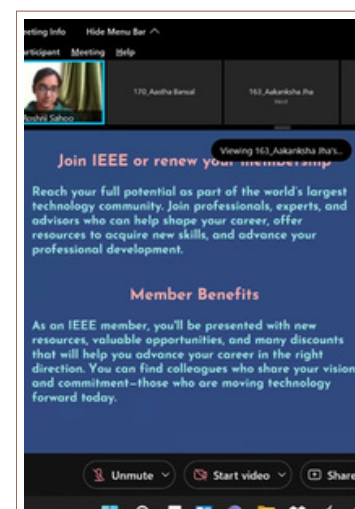 eeting Info Hide Menu Bar
rticipant Meeting Help
oshni Sahoo
170_Aastha Bansal
163_Aakanksha Jha
Host
Viewing 163_Aakanksha Jha's...
Join IEEE or renew your membership
Reach your full potential as part of the world's largest
technology community. Join professionals, experts, and
advisors who can help shape your career, offer
resources to acquire new skills, and advance your
professional development.
Member Benefits
As an IEEE member, you'll be presented with new
resources, valuable opportunities, and many discounts
that will help you advance your career in the right
direction. You can find colleagues who share your vision
and commitment—those who are moving technology
forward today.
Unmute Start video Share